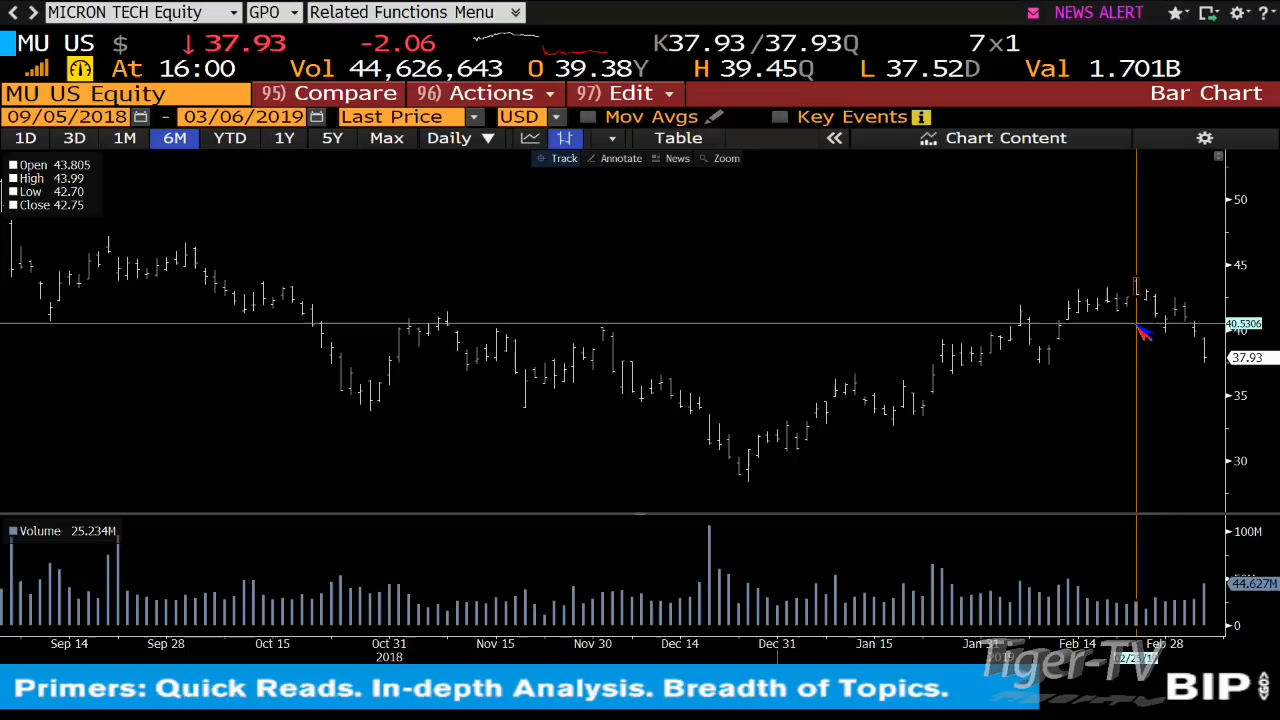 MICRON TECH Equity GPO Related Functions Menu NEWS ALERT
MU US $ ↓ 37.93 -2.06 K37.93/37.93Q 7x1
At 16:00 Vol 44,626,643 O 39.38Y H 39.45Q L 37.52D Val 1.701B
MU US Equity 95) Compare 96) Actions 97) Edit Bar Chart
09/05/2018 - 03/06/2019 Last Price USD Mov Avgs Key Events
1D 3D 1M 6M YTD 1Y 5Y Max Daily ▼ Table « Chart Content
Track Annotate News Zoom
Open 43.805
High 43.99
Low 42.70
Close 42.75
50
45
40.5306
40
37.93
35
30
Volume 25.234M
100M
44.627M
0
Sep 14 Sep 28 Oct 15 Oct 31 Nov 15 Nov 30 Dec 14 Dec 31 Jan 15 Jan 31 Feb 14 Feb 28
2018 2019
Tiger-TV
Primers: Quick Reads. In-depth Analysis. Breadth of Topics.
BIP